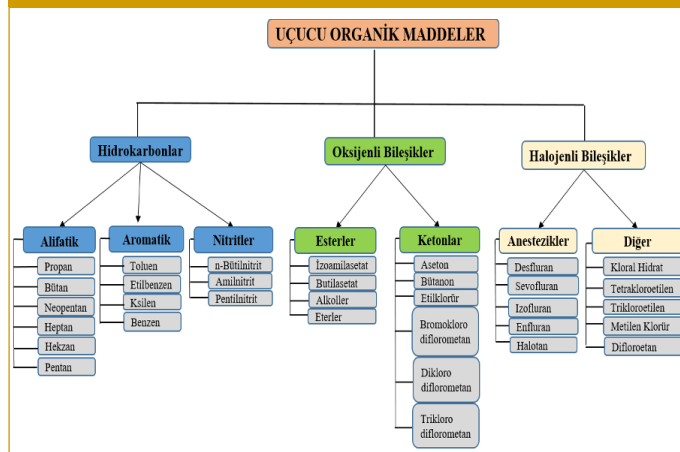 UÇUCU ORGANİK MADDELER
Hidrokarbonlar
Oksijenli Bileşikler
Halojenli Bileşikler
Alifatik
Propan
Bütan
Neopentan
Heptan
Hekzan
Pentan
Aromatik
Toluen
Etilbenzen
Ksilen
Benzen
Nitritler
n-Bütilnitrit
Amilnitrit
Pentilnitrit
Esterler
İzoamilasetat
Butilasetat
Alkoller
Eterler
Ketonlar
Aseton
Bütanon
Etilklorür
Bromokloro
diflorometan
Dikloro
diflorometan
Trikloro
diflorometan
Anestezikler
Desfluran
Sevofluran
Izofluran
Enfluran
Halotan
Diğer
Kloral Hidrat
Tetrakloroetilen
Trikloroetilen
Metilen Klorür
Difloroetan